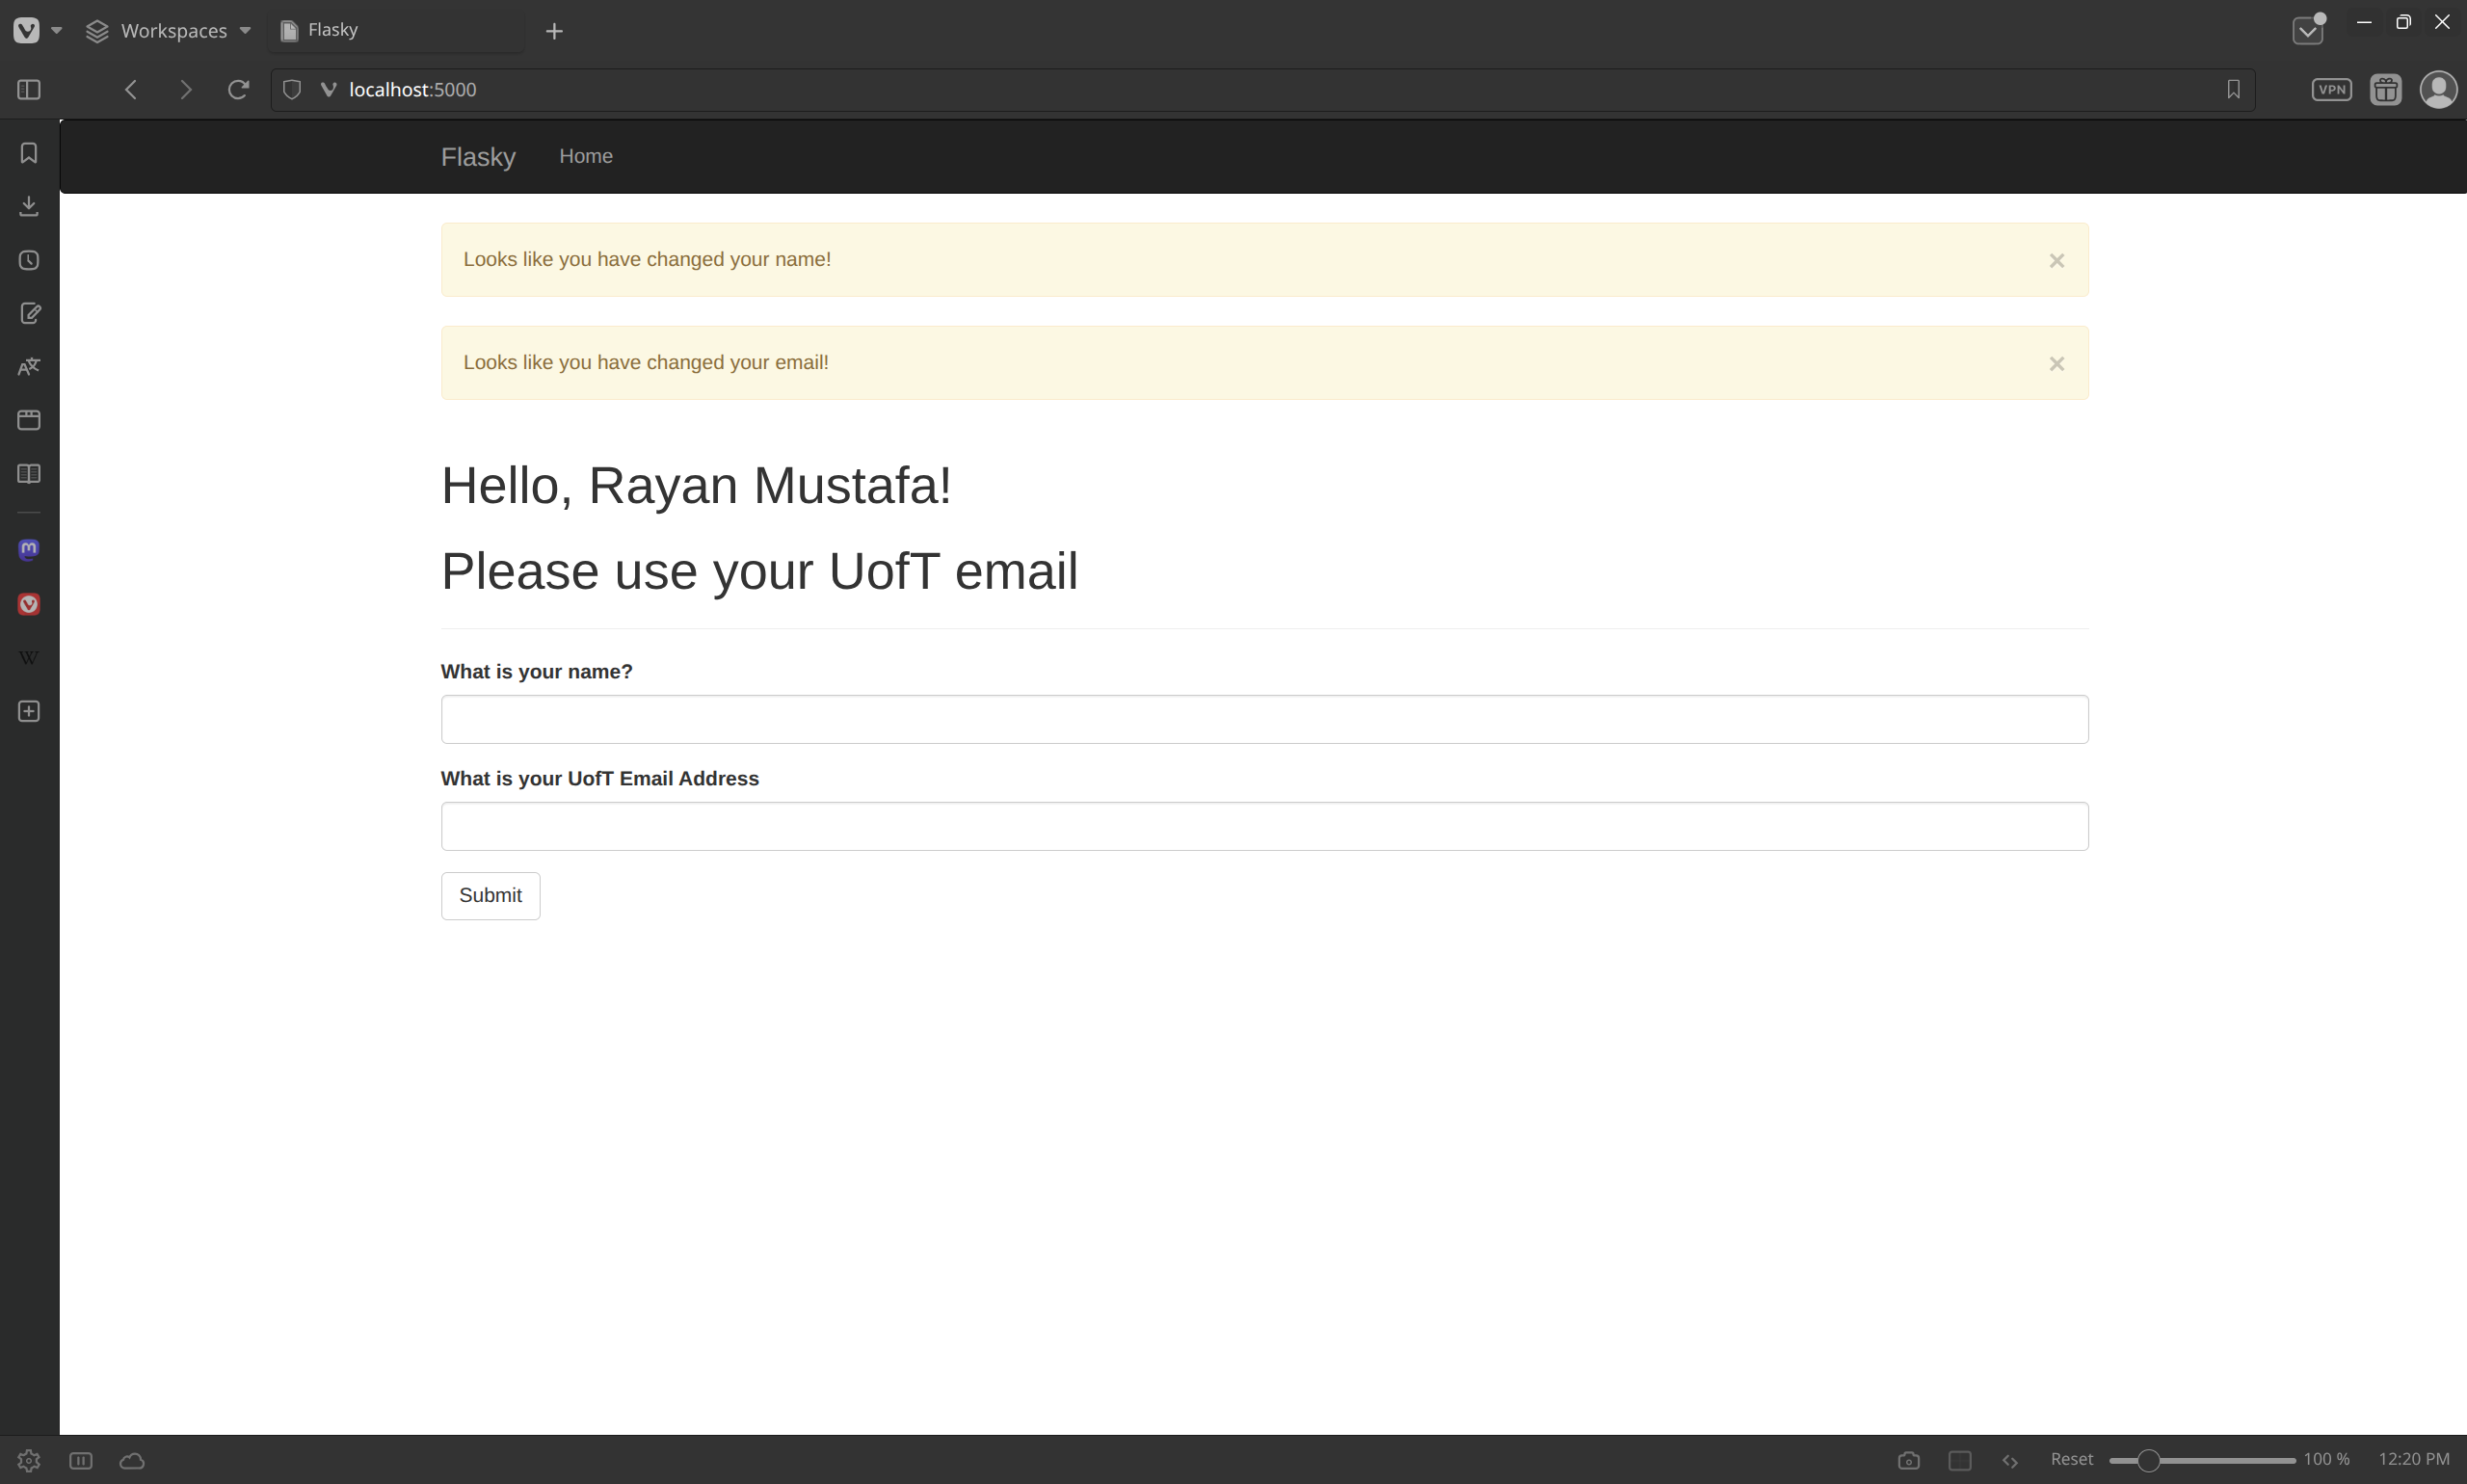 Workspaces
Flasky
localhost:5000
VPN
Flasky
Home
Looks like you have changed your name!
×
Looks like you have changed your email!
×
Hello, Rayan Mustafa!
Please use your UofT email
What is your name?
What is your UofT Email Address
Submit
W
Reset
100 %
12:20 PM